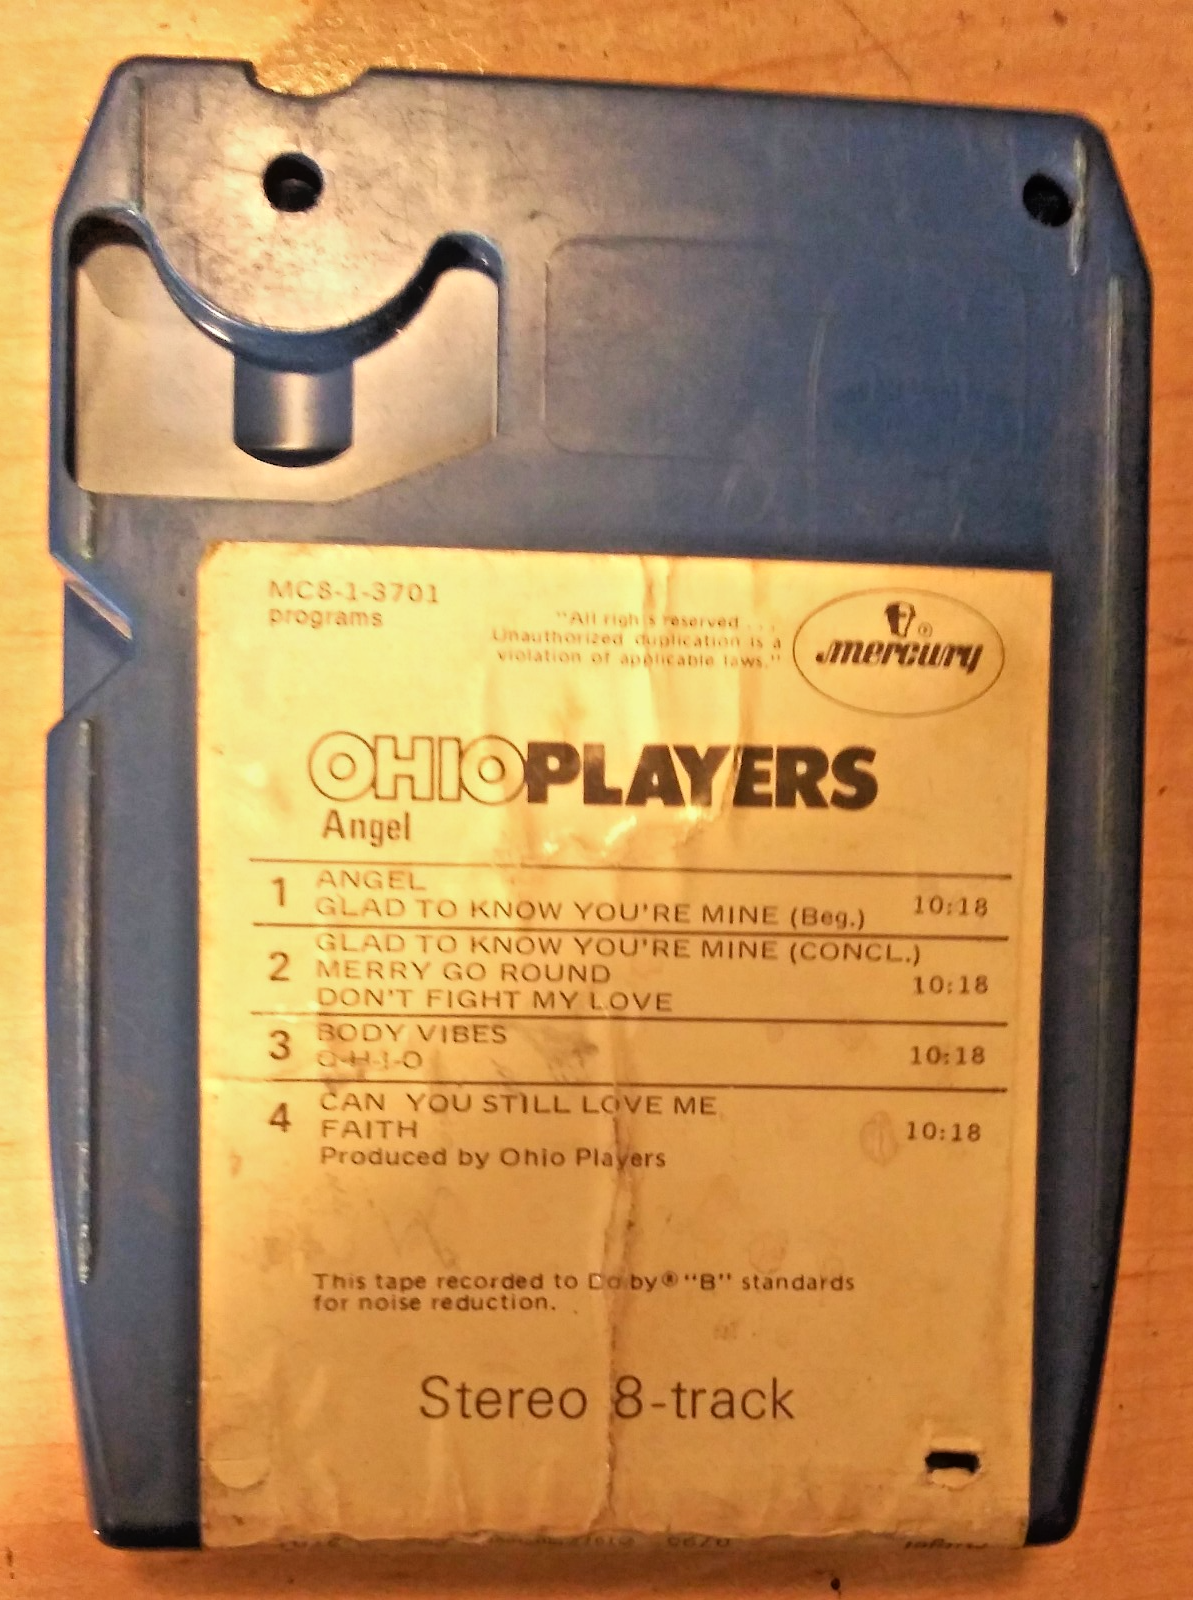 MC8-1-3701
programs
"All rights reserved . . .
Unauthorized duplication is a
violation of applicable laws."
®
mercury
OHIO PLAYERS
Angel
1 ANGEL
GLAD TO KNOW YOU'RE MINE (Beg.) 10:18
2 GLAD TO KNOW YOU'RE MINE (CONCL.)
MERRY GO ROUND
DON'T FIGHT MY LOVE 10:18
3 BODY VIBES
O-H-I-O 10:18
4 CAN YOU STILL LOVE ME
FAITH 10:18
Produced by Ohio Players
This tape recorded to Dolby® "B" standards
for noise reduction.
Stereo 8-track